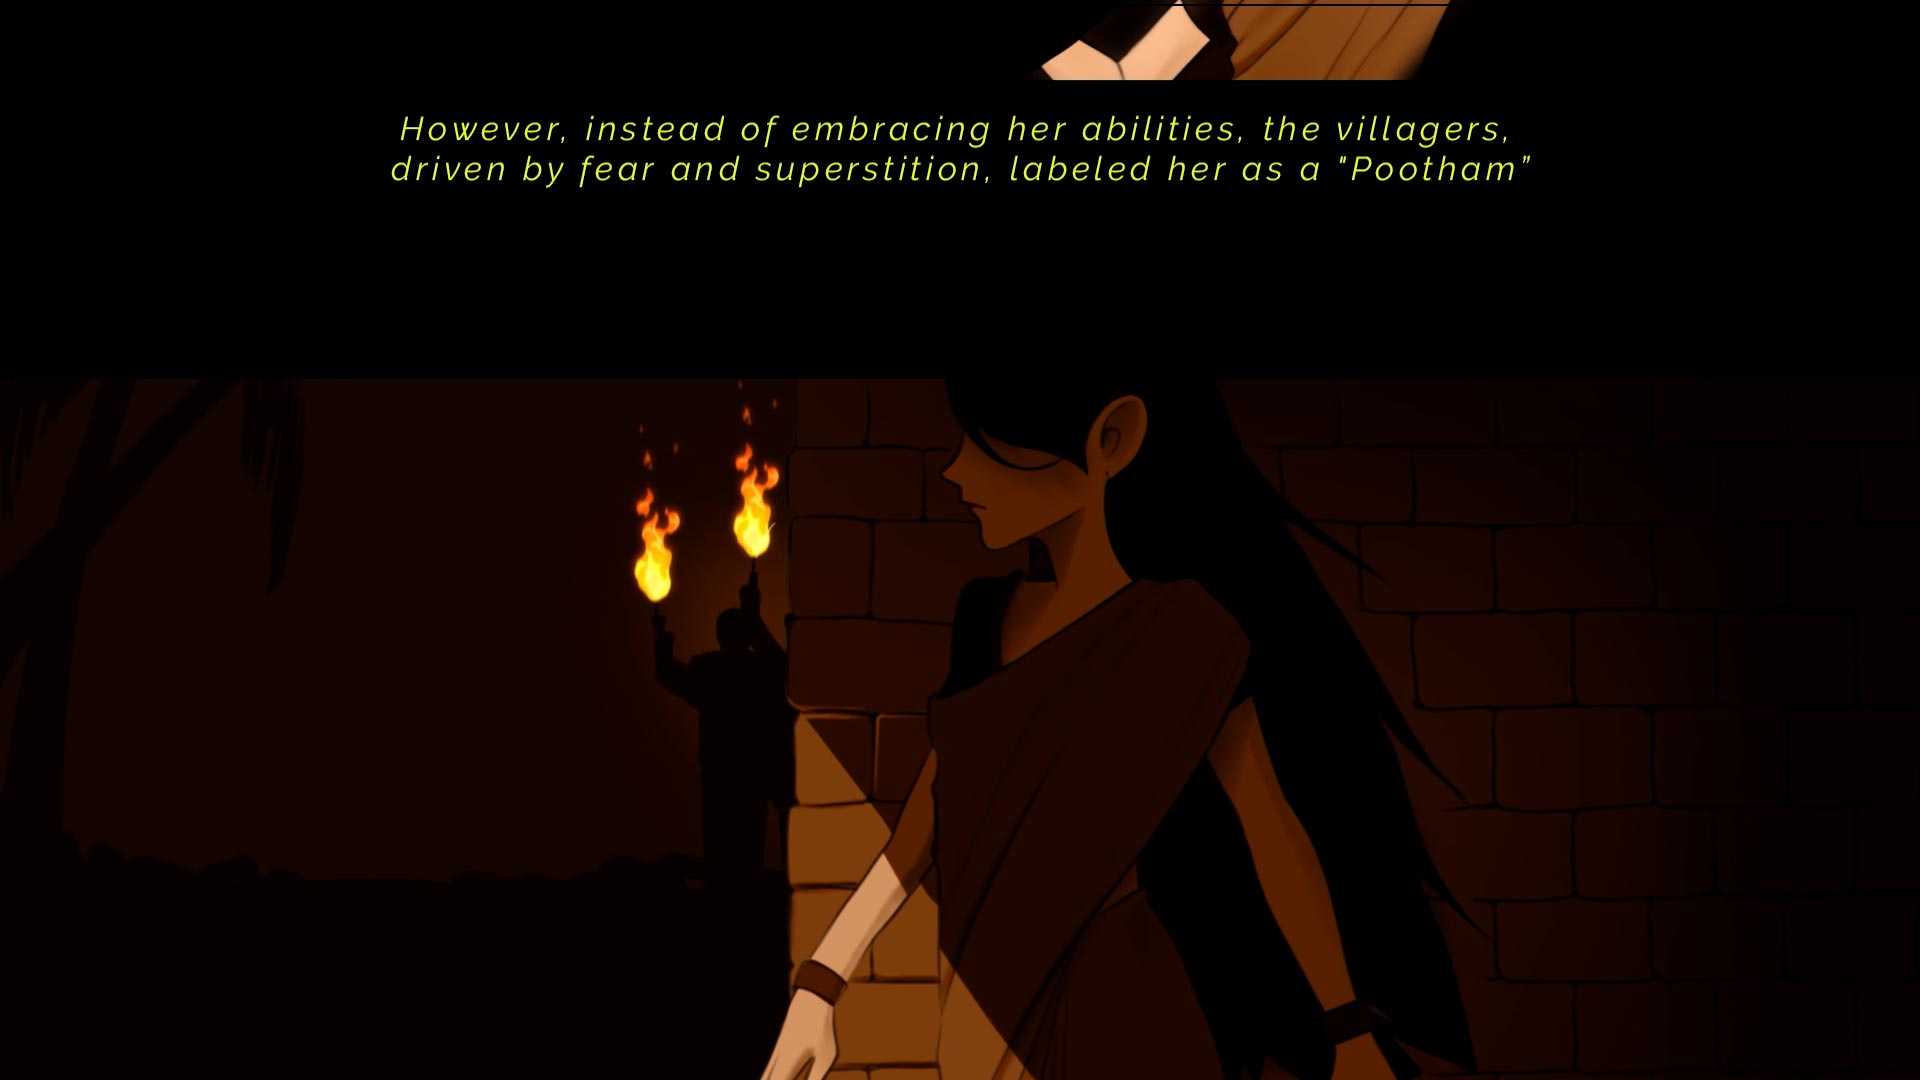 However, instead of embracing her abilities, the villagers,
driven by fear and superstition, labeled her as a "Pootham”